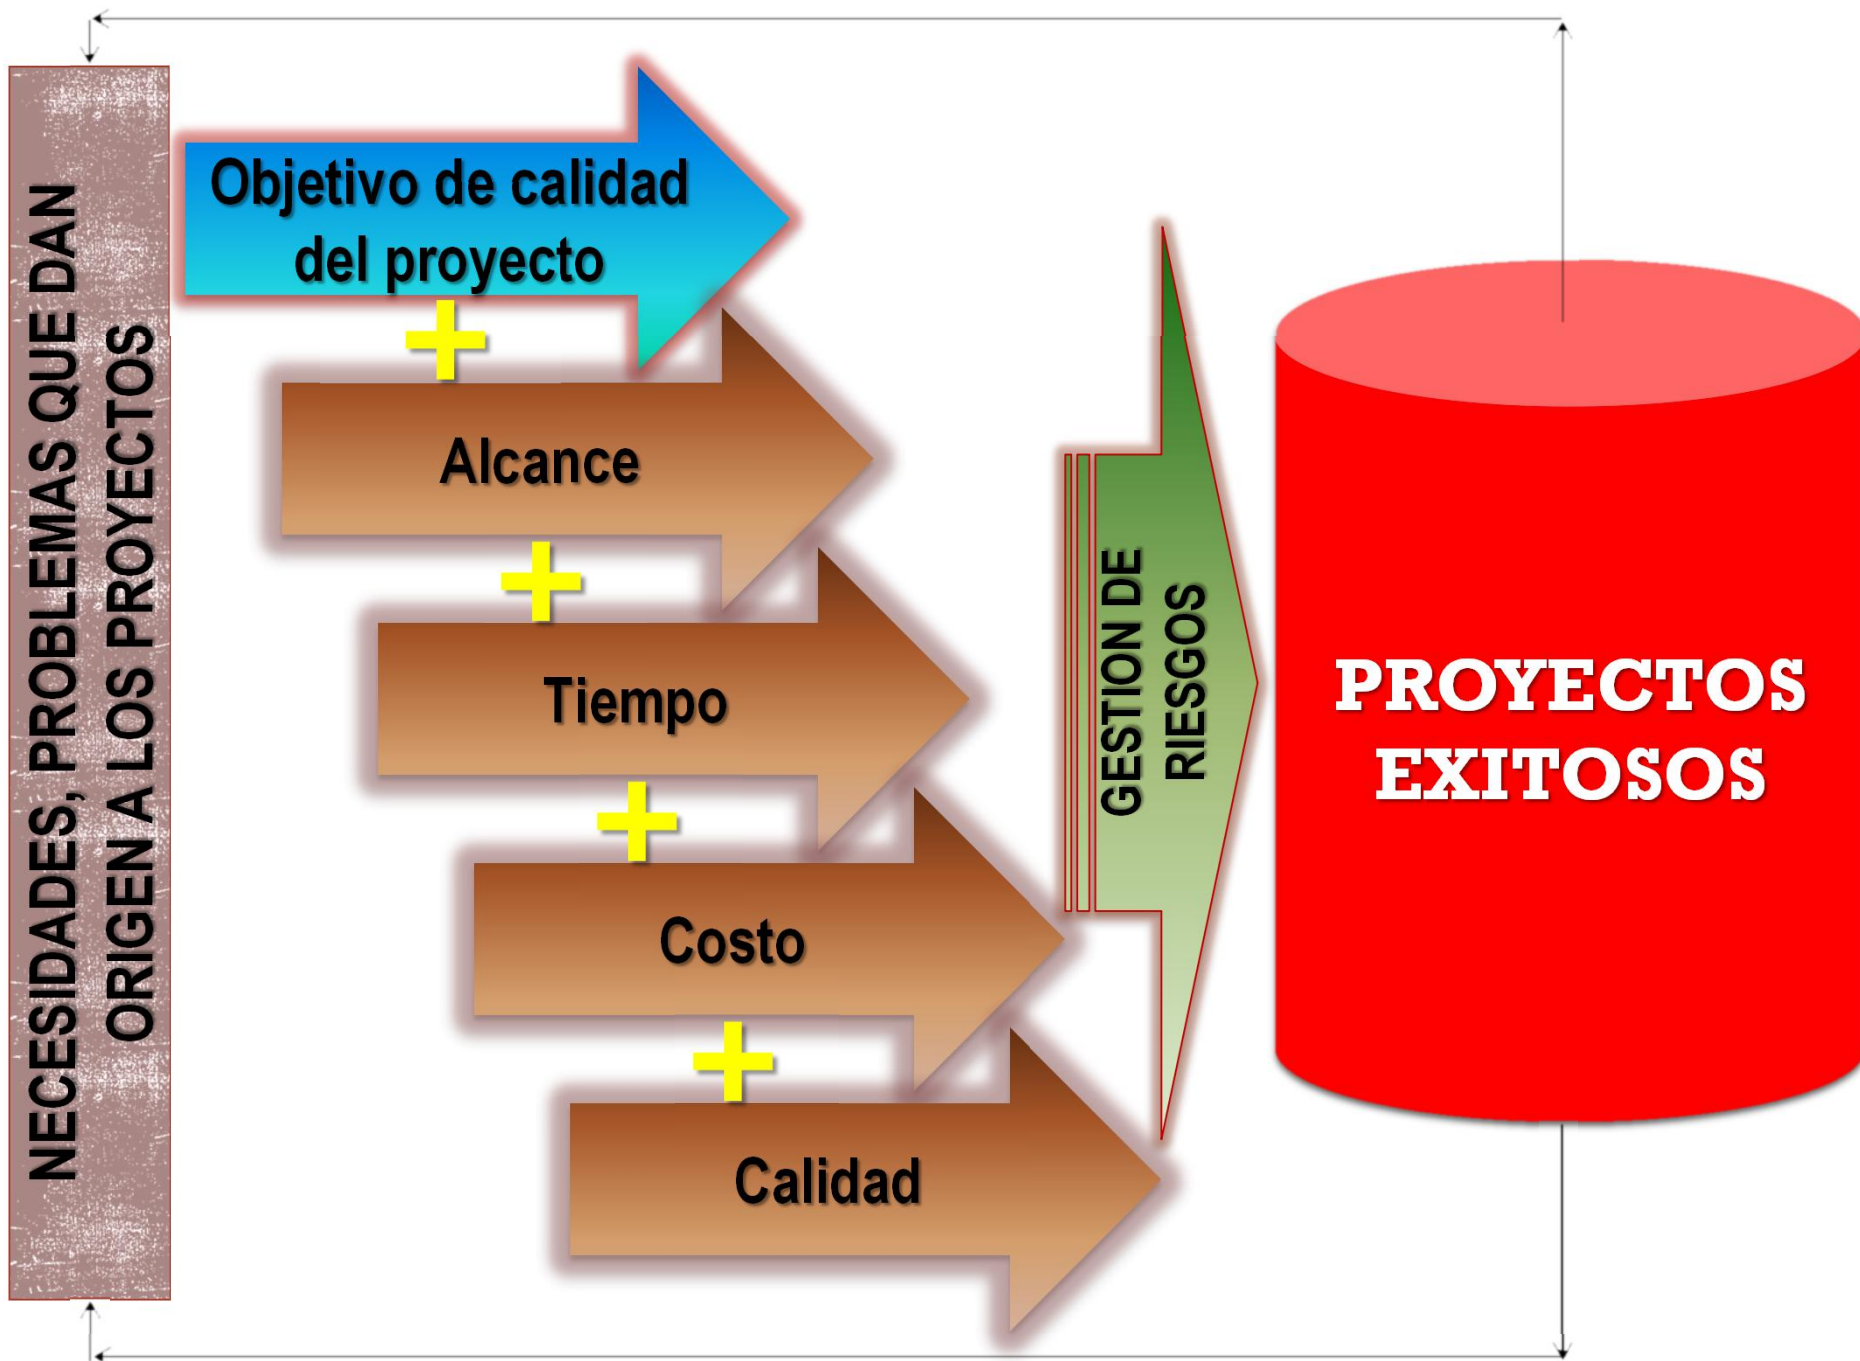 NECESIDADES, PROBLEMAS QUE DAN
ORIGEN A LOS PROYECTOS
Objetivo de calidad
del proyecto
+
Alcance
+
Tiempo
+
Costo
+
Calidad
GESTION DE
RIESGOS
PROYECTOS
EXITOSOS